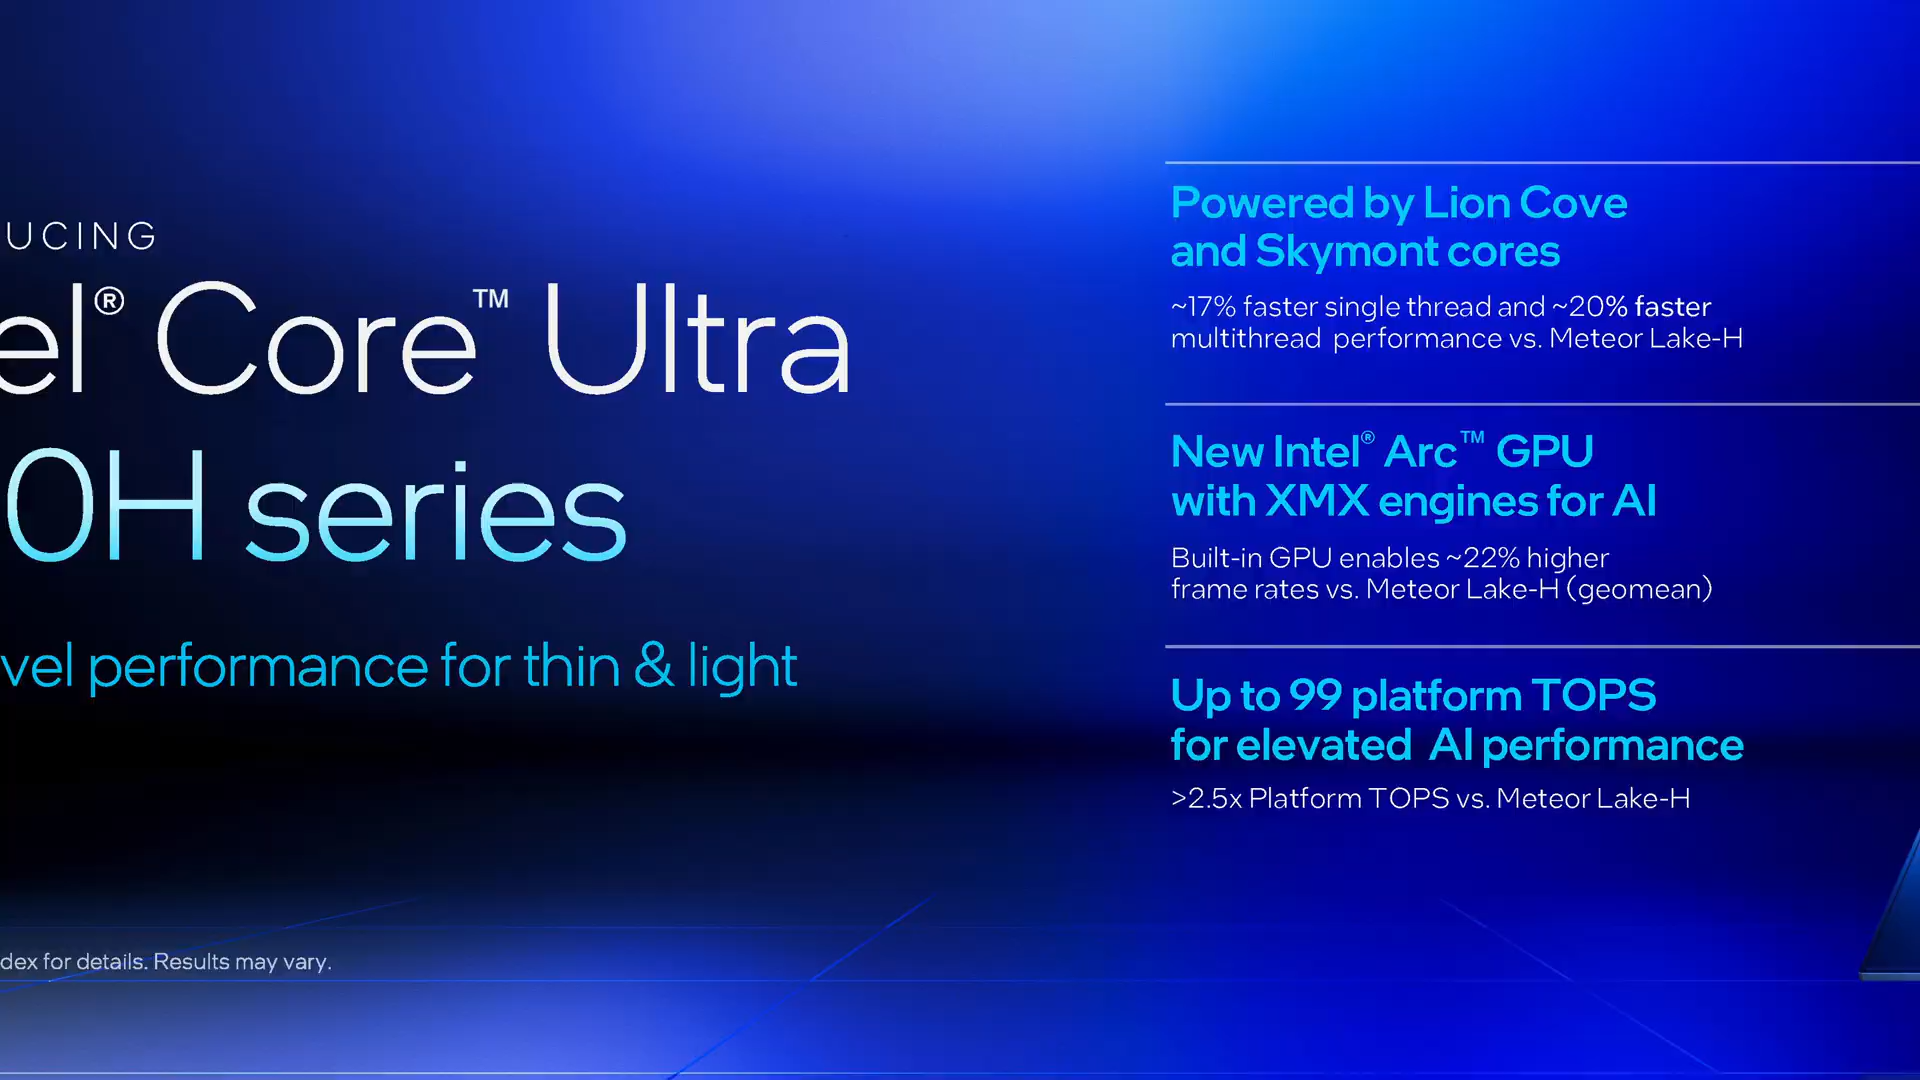 UCING
el® Core™ Ultra
0H series
vel performance for thin & light
dex for details. Results may vary.
Powered by Lion Cove
and Skymont cores
~17% faster single thread and ~20% faster
multithread performance vs. Meteor Lake-H
New Intel® Arc™ GPU
with XMX engines for AI
Built-in GPU enables ~22% higher
frame rates vs. Meteor Lake-H (geomean)
Up to 99 platform TOPS
for elevated AI performance
>2.5x Platform TOPS vs. Meteor Lake-H